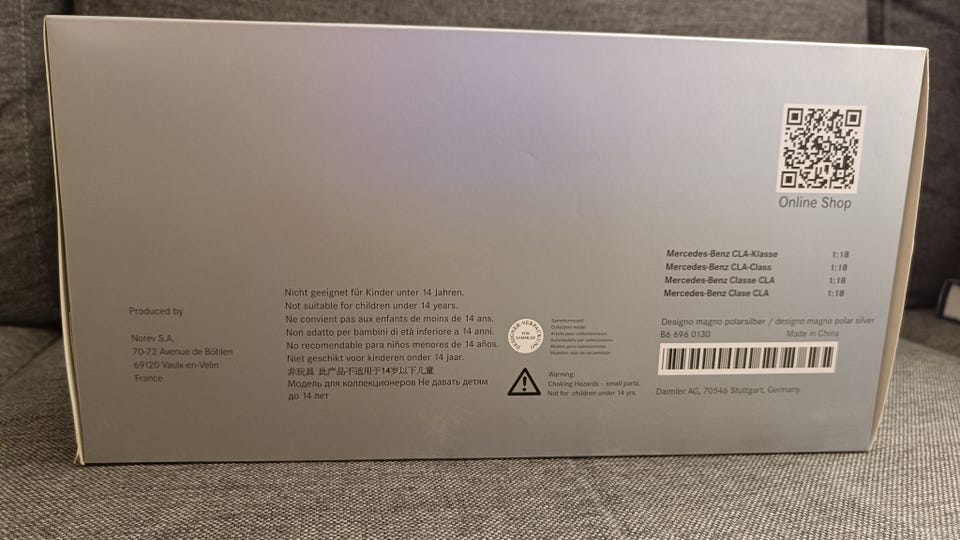 Online Shop
Mercedes-Benz CLA-Klasse 1:18
Mercedes-Benz CLA-Class 1:18
Mercedes-Benz Classe CLA 1:18
Mercedes-Benz Clase CLA 1:18
Designo magno polarsilber / designo magno polar silver
B6 696 0130 Made in China
Daimler AG, 70546 Stuttgart, Germany
Produced by
Norev S.A.
70-72 Avenue de Böhlen
69120 Vaulx-en-Velin
France
Nicht geeignet für Kinder unter 14 Jahren.
Not suitable for children under 14 years.
Ne convient pas aux enfants de moins de 14 ans.
Non adatto per bambini di età inferiore a 14 anni.
No recomendable para niños menores de 14 años.
Niet geschikt voor kinderen onder 14 jaar.
非玩具 此产品不适用于14岁以下儿童
Модель для коллекционеров Не давать детям
до 14 лет
DESIGNER-VERPACKUNG
FÜR
SAMMLER
Sammlermodell
Collectors model
Warning:
Choking Hazards - small parts.
Not for children under 14 yrs.